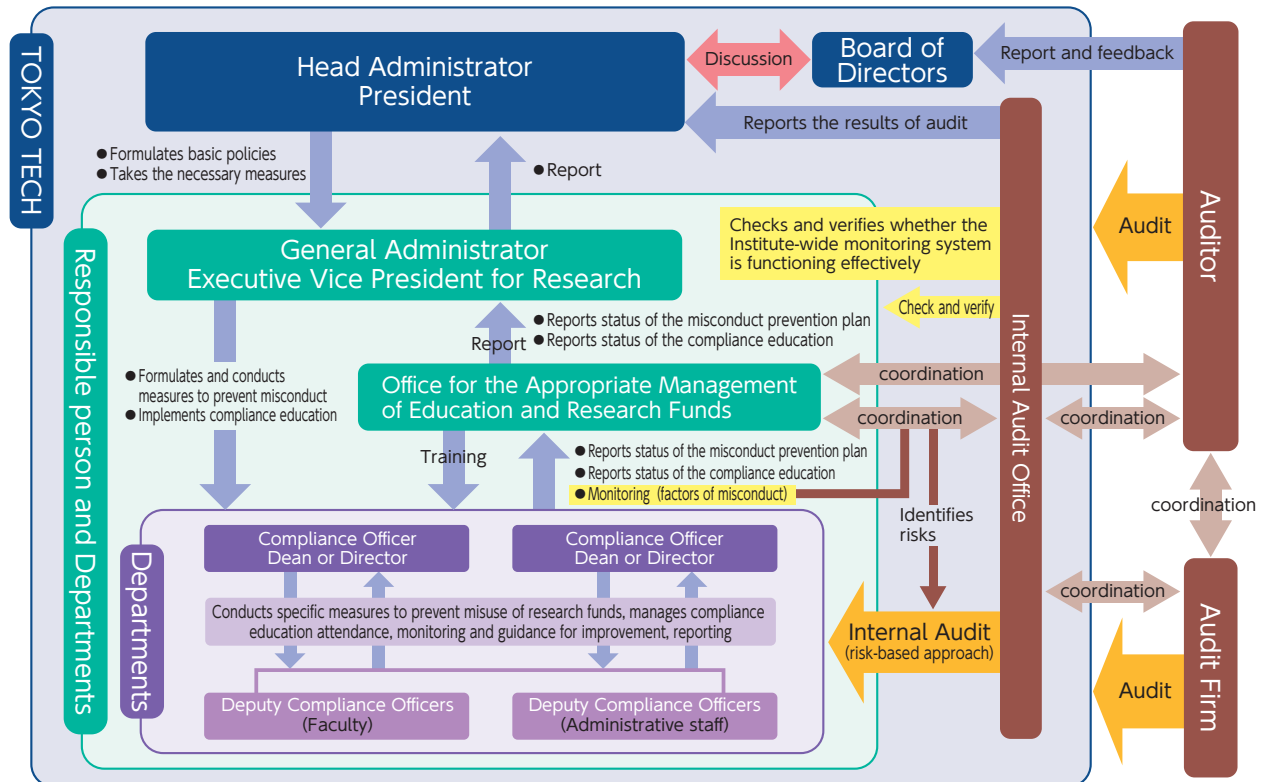 TOKYO TECH
Head Administrator
President
Discussion
Board of
Directors
Report and feedback
Reports the results of audit
● Formulates basic policies
● Takes the necessary measures
● Report
Responsible person and Departments
General Administrator
Executive Vice President for Research
Checks and verifies whether the
Institute-wide monitoring system
is functioning effectively
Check and verify
Audit
Auditor
Internal Audit Office
Report
● Reports status of the misconduct prevention plan
● Reports status of the compliance education
● Formulates and conducts
measures to prevent misconduct
● Implements compliance education
Office for the Appropriate Management
of Education and Research Funds
coordination
coordination
coordination
Training
● Reports status of the misconduct prevention plan
● Reports status of the compliance education
● Monitoring (factors of misconduct)
Identifies
risks
coordination
Departments
Compliance Officer
Dean or Director
Compliance Officer
Dean or Director
Conducts specific measures to prevent misuse of research funds, manages compliance
education attendance, monitoring and guidance for improvement, reporting
Deputy Compliance Officers
(Faculty)
Deputy Compliance Officers
(Administrative staff)
Internal Audit
(risk-based approach)
coordination
Audit
Audit Firm